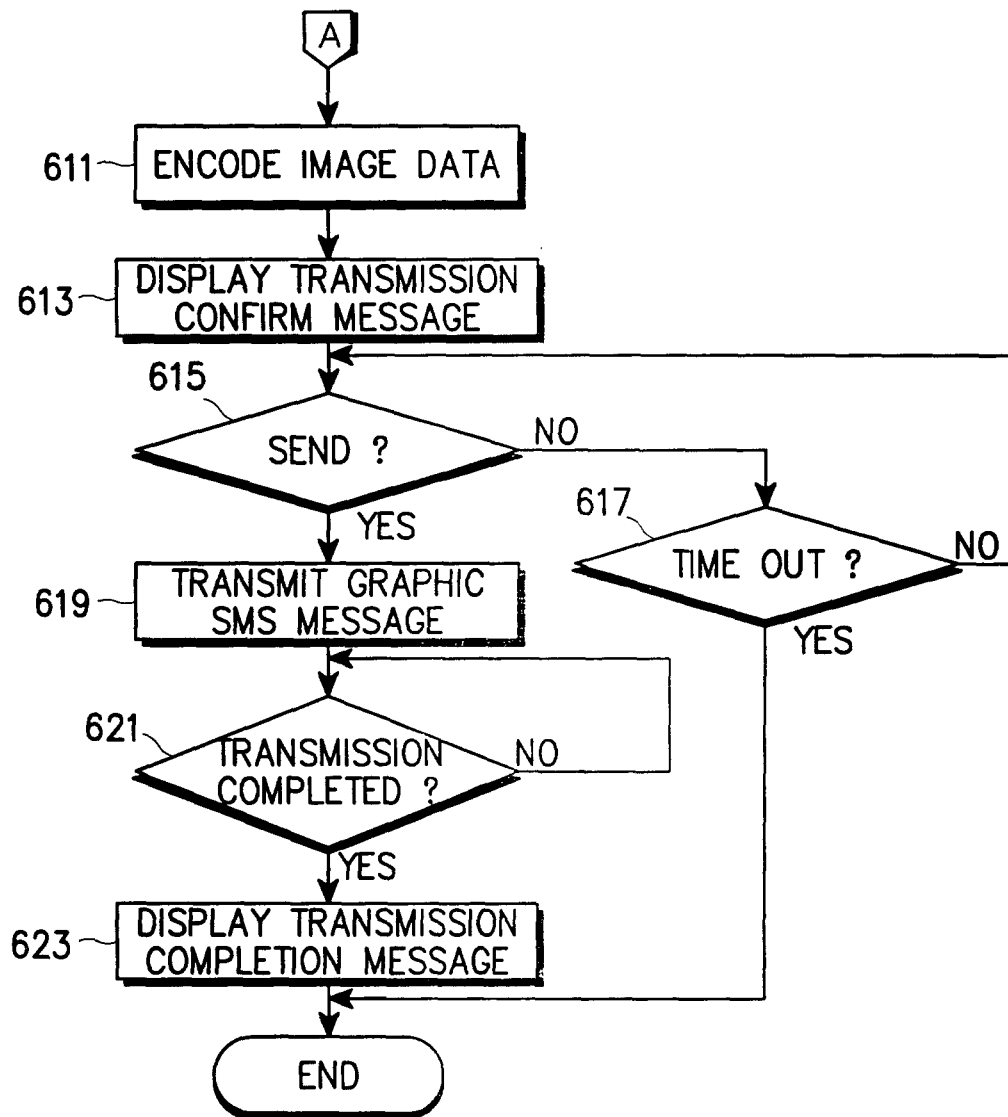 A
611
ENCODE IMAGE DATA
613
DISPLAY TRANSMISSION
CONFIRM MESSAGE
615
SEND ?
NO
YES
617
TIME OUT ?
NO
YES
619
TRANSMIT GRAPHIC
SMS MESSAGE
621
TRANSMISSION
COMPLETED ?
NO
YES
623
DISPLAY TRANSMISSION
COMPLETION MESSAGE
END